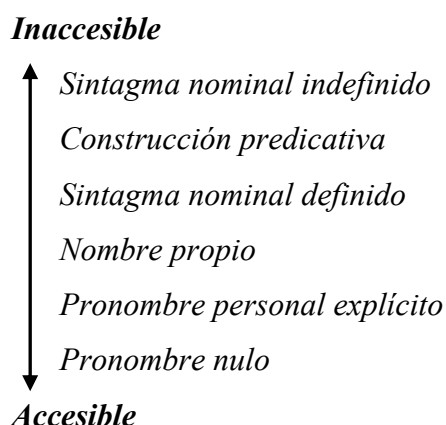 Inaccesible
Sintagma nominal indefinido
Construcción predicativa
Sintagma nominal definido
Nombre propio
Pronombre personal explícito
Pronombre nulo
Accesible